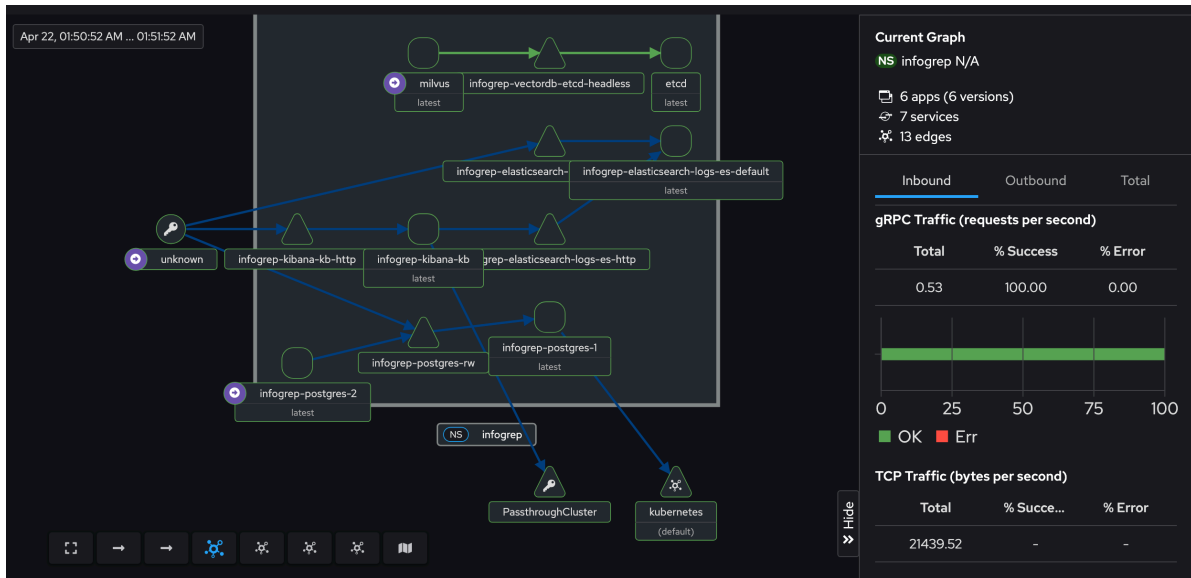 Apr 22, 01:50:52 AM ... 01:51:52 AM
milvus
latest
infogrep-vectordb-etcd-headless
etcd
latest
infogrep-elasticsearch-
infogrep-elasticsearch-logs-es-default
latest
unknown
infogrep-kibana-kb-http
infogrep-kibana-kb
latest
grep-elasticsearch-logs-es-http
infogrep-postgres-rw
infogrep-postgres-1
latest
infogrep-postgres-2
latest
NS infogrep
PassthroughCluster
kubernetes
(default)
Hide
Current Graph
NS infogrep N/A
6 apps (6 versions)
7 services
13 edges
Inbound Outbound Total
gRPC Traffic (requests per second)
Total % Success % Error
0.53 100.00 0.00
0 25 50 75 100
OK Err
TCP Traffic (bytes per second)
Total % Succe... % Error
21439.52 - -